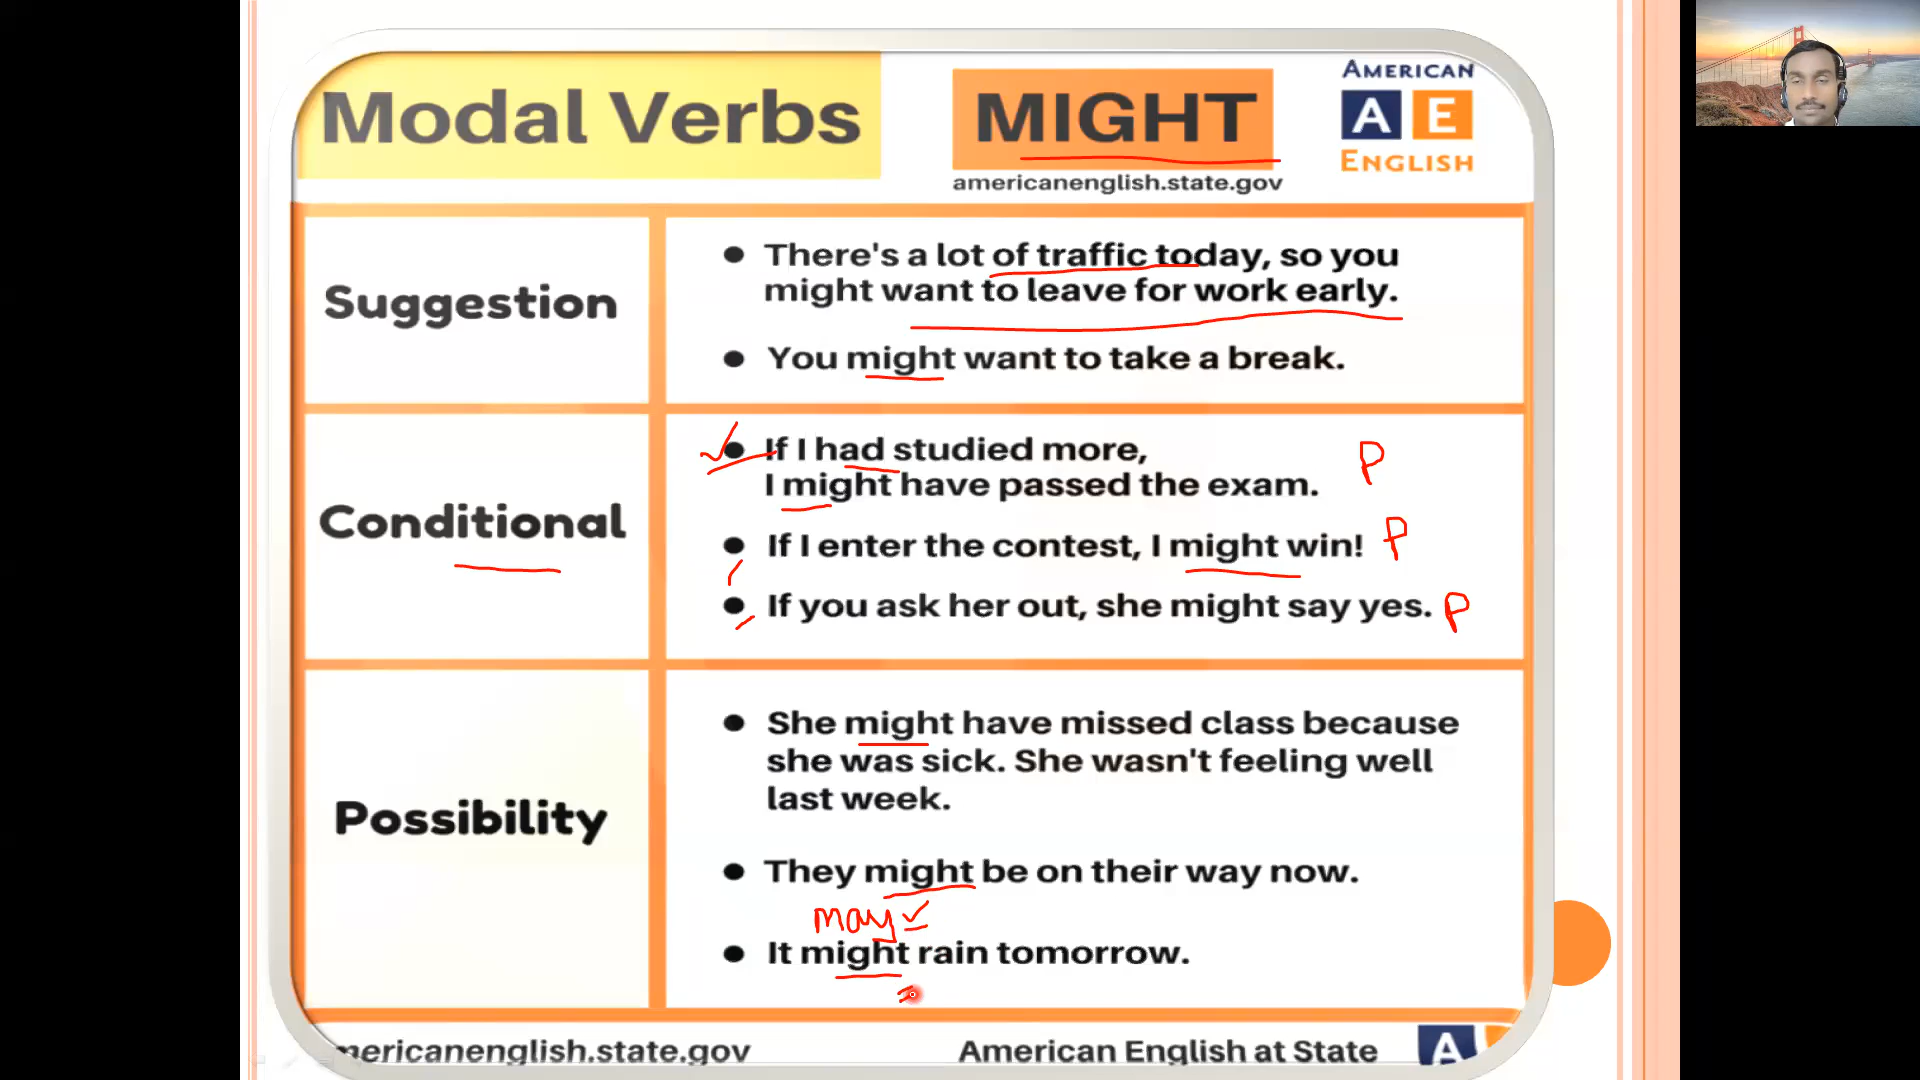 Modal Verbs
MIGHT
americanenglish.state.gov
AMERICAN
A E
ENGLISH
Suggestion
● There's a lot of traffic today, so you
might want to leave for work early.
● You might want to take a break.
Conditional
● If I had studied more,
I might have passed the exam. P
● If I enter the contest, I might win! P
● If you ask her out, she might say yes. P
Possibility
● She might have missed class because
she was sick. She wasn't feeling well
last week.
● They might be on their way now.
may
● It might rain tomorrow.
mericanenglish.state.gov
American English at State
A